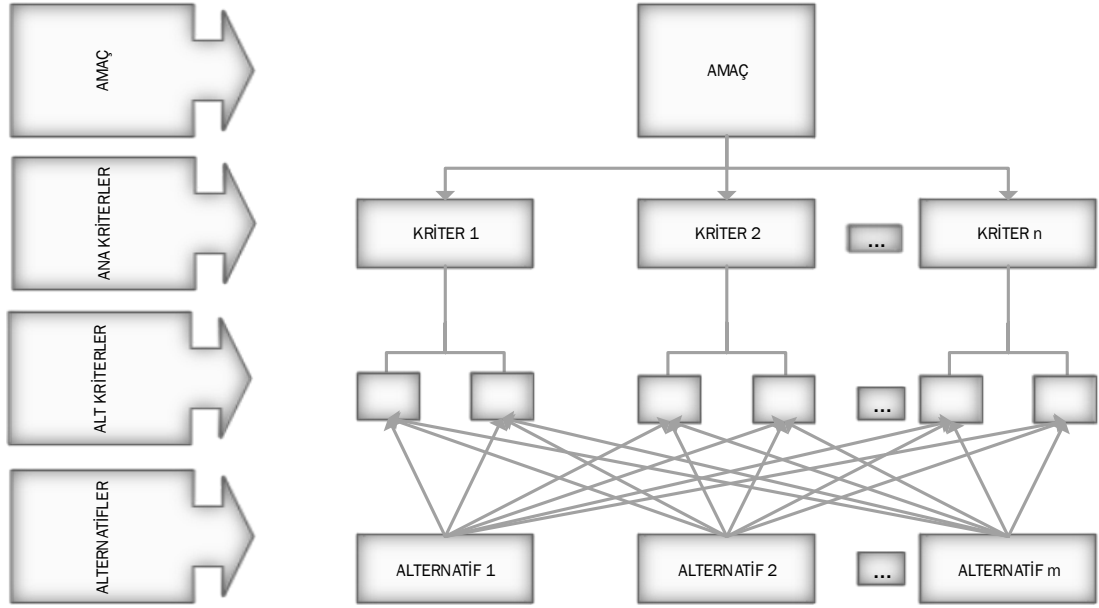 AMAÇ
AMAÇ
ANA KRİTERLER
KRİTER 1
KRİTER 2
...
KRİTER n
ALT KRİTERLER
...
ALTERNATİFLER
ALTERNATİF 1
ALTERNATİF 2
...
ALTERNATİF m